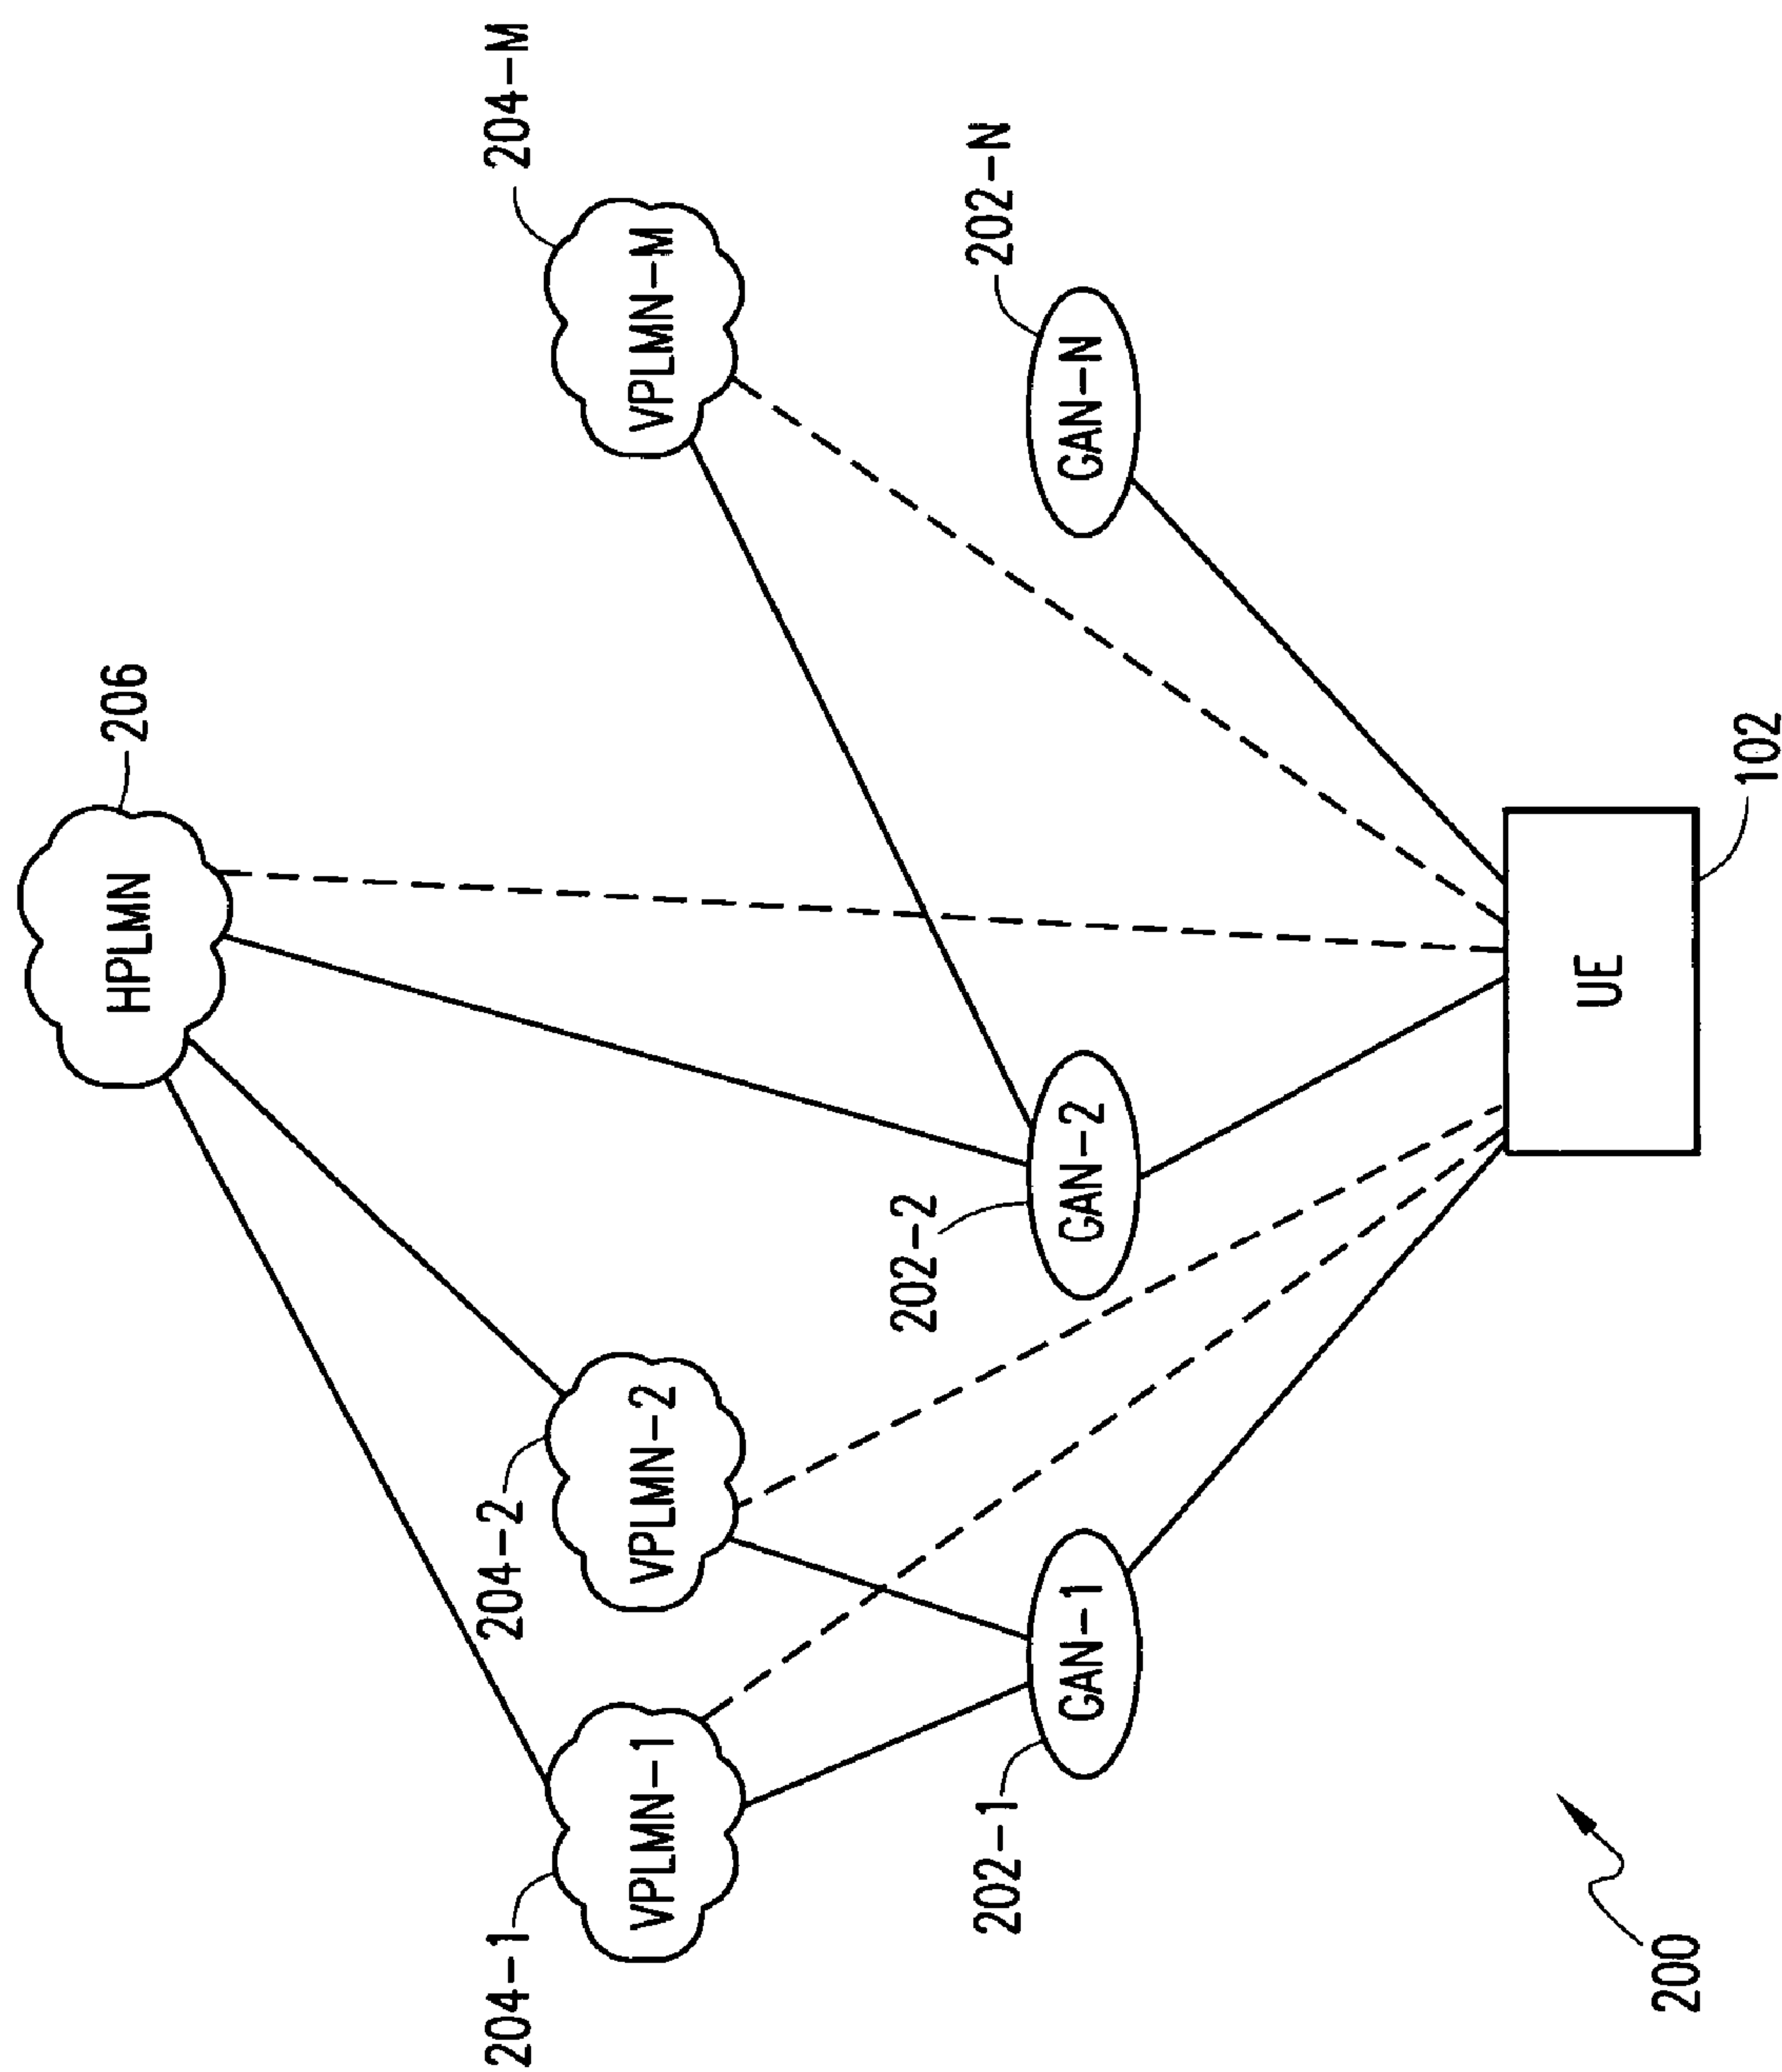 206
HPLMN
204-M
204-2
204-1
VPLMN-1
VPLMN-2
VPLMN-M
202-N
202-2
202-1
GAN-1
GAN-2
GAN-N
UE
102
200